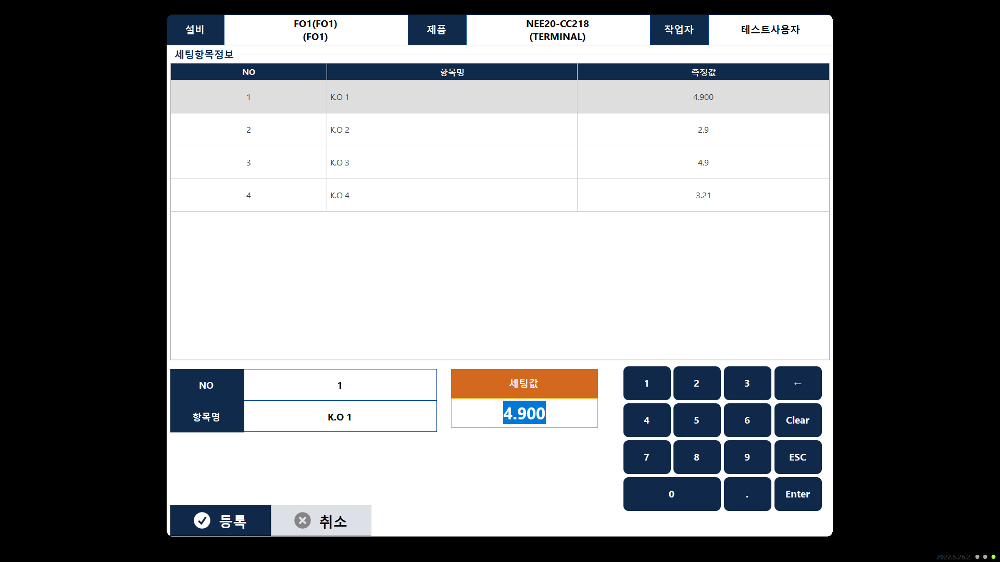 설비
FO1(FO1)
(FO1)
제품
NEE20-CC218
(TERMINAL)
작업자
테스트사용자
세팅항목정보
NO 항목명 측정값
1 K.O 1 4.900
2 K.O 2 2.9
3 K.O 3 4.9
4 K.O 4 3.21
NO 1
항목명 K.O 1
세팅값
4.900
1 2 3 ←
4 5 6 Clear
7 8 9 ESC
0 . Enter
등록 취소
2022.5.26.2